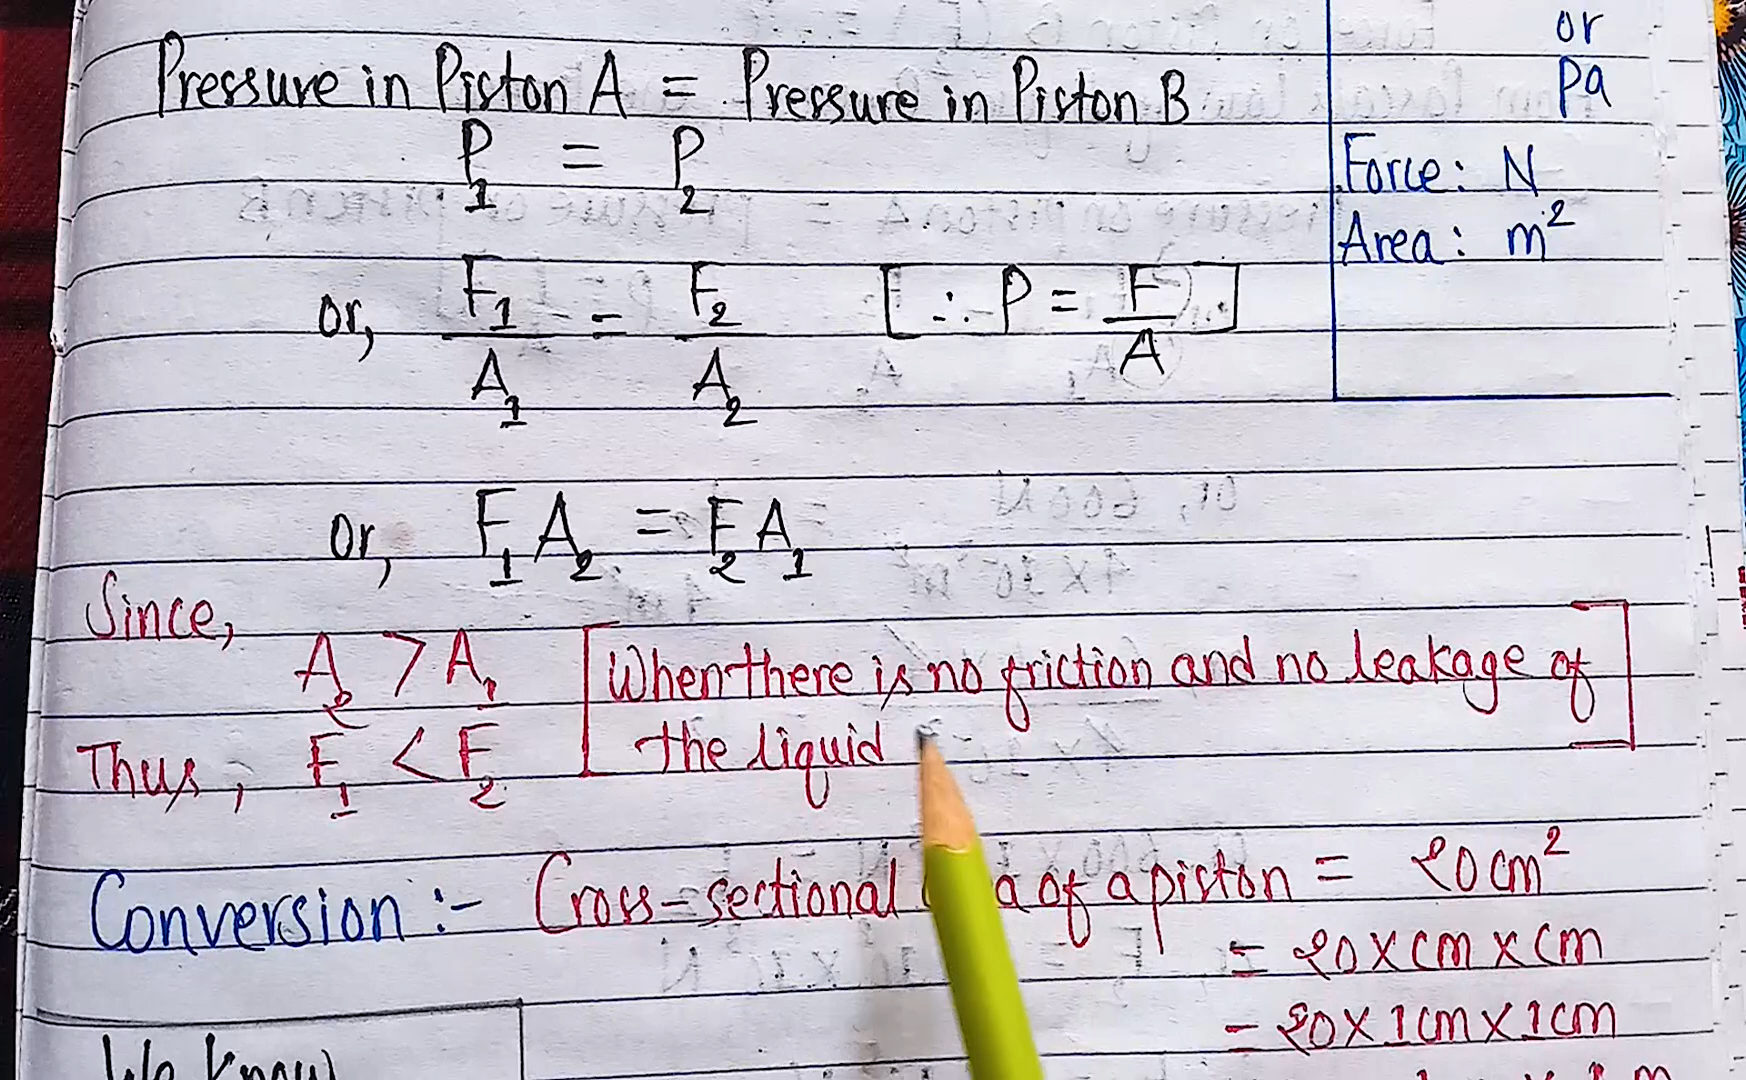 Pressure in Piston A = Pressure in Piston B
P₁ = P₂
or, F₁/A₁ = F₂/A₂ [∴ P = F/A]
or, F₁A₂ = F₂A₁
Since,
A₂ > A₁ [When there is no friction and no leakage of
Thus, F₁ < F₂ the liquid]
Conversion :- Cross-sectional a of a piston = 20 cm²
= 20 x cm x cm
= 20 x 1cm x 1cm
We know
or
Pa
Force: N
Area: m²